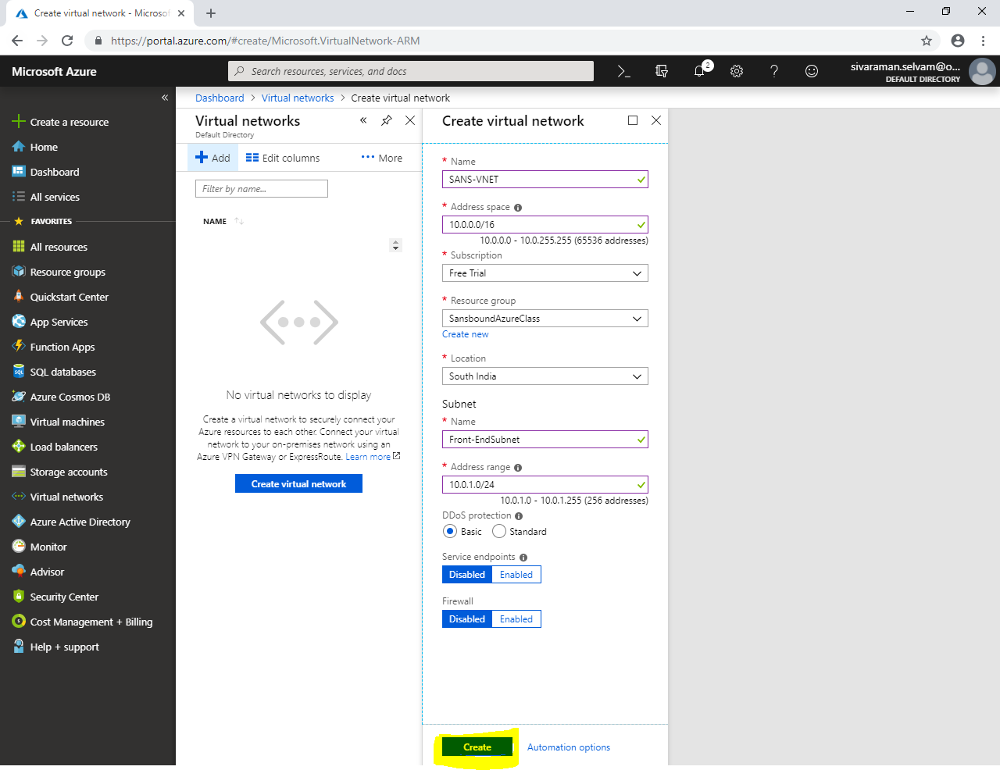 Create virtual network - Microsof
https://portal.azure.com/#create/Microsoft.VirtualNetwork-ARM
Microsoft Azure
Search resources, services, and docs
2
sivaraman.selvam@o...
DEFAULT DIRECTORY
Dashboard > Virtual networks > Create virtual network
Create a resource
Home
Dashboard
All services
FAVORITES
All resources
Resource groups
Quickstart Center
App Services
Function Apps
SQL databases
Azure Cosmos DB
Virtual machines
Load balancers
Storage accounts
Virtual networks
Azure Active Directory
Monitor
Advisor
Security Center
Cost Management + Billing
Help + support
Virtual networks
Default Directory
Add
Edit columns
More
Filter by name...
NAME
No virtual networks to display
Create a virtual network to securely connect your
Azure resources to each other. Connect your virtual
network to your on-premises network using an
Azure VPN Gateway or ExpressRoute. Learn more
Create virtual network
Create virtual network
* Name
SANS-VNET
* Address space
10.0.0.0/16
10.0.0.0 - 10.0.255.255 (65536 addresses)
* Subscription
Free Trial
* Resource group
SansboundAzureClass
Create new
* Location
South India
Subnet
* Name
Front-EndSubnet
* Address range
10.0.1.0/24
10.0.1.0 - 10.0.1.255 (256 addresses)
DDoS protection
Basic Standard
Service endpoints
Disabled Enabled
Firewall
Disabled Enabled
Create Automation options